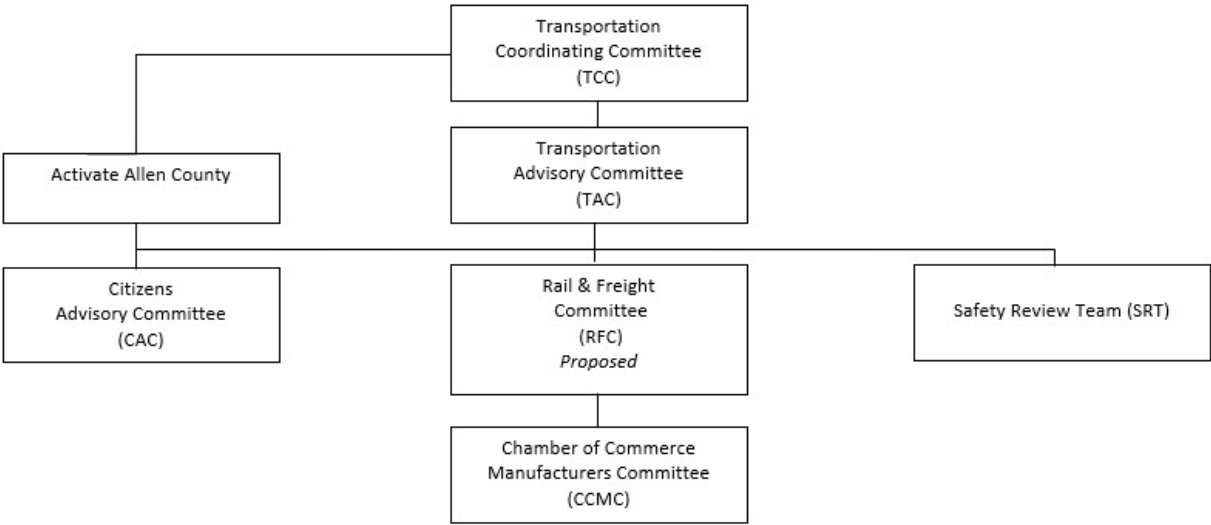 Transportation
Coordinating Committee
(TCC)
Transportation
Advisory Committee
(TAC)
Activate Allen County
Citizens
Advisory Committee
(CAC)
Rail & Freight
Committee
(RFC)
Proposed
Safety Review Team (SRT)
Chamber of Commerce
Manufacturers Committee
(CCMC)